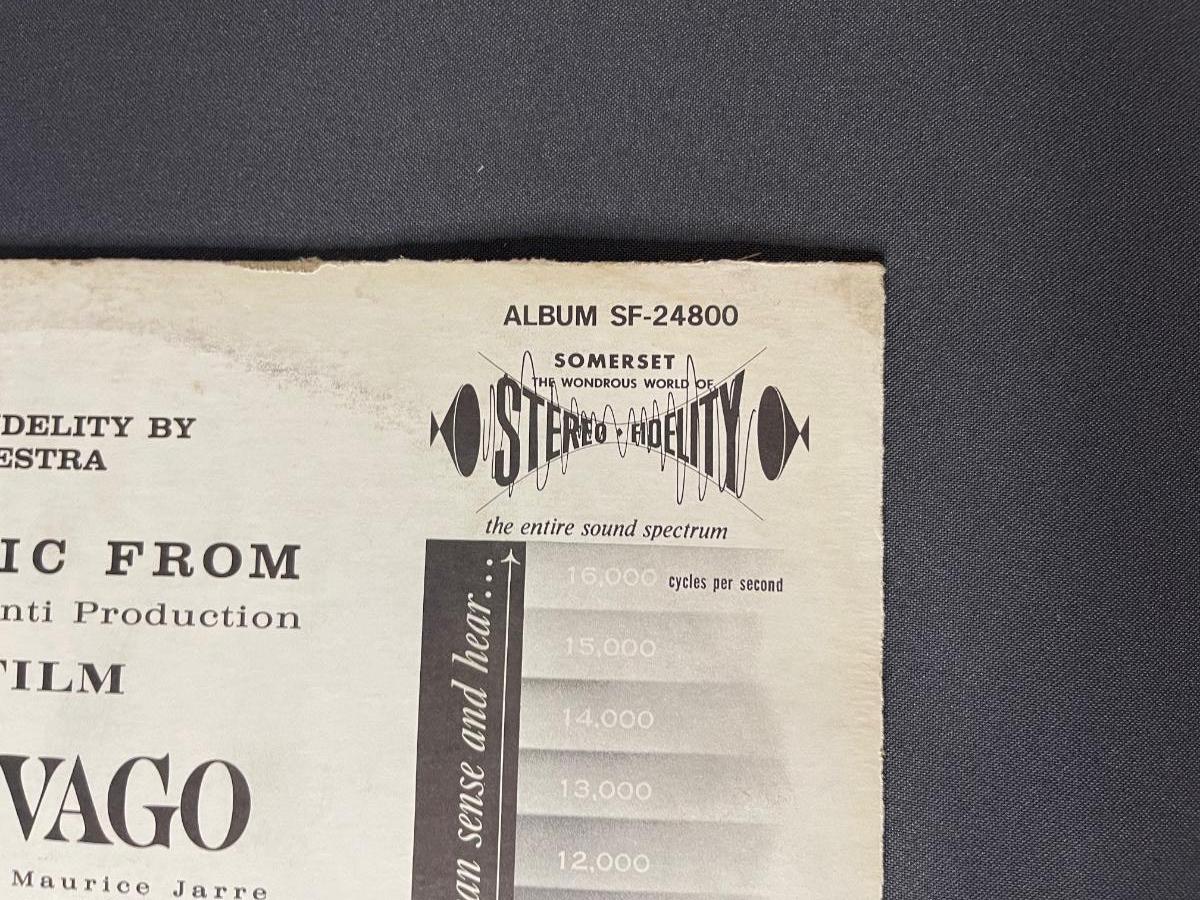 ALBUM SF-24800
SOMERSET
THE WONDROUS WORLD OF
STEREO - FIDELITY
the entire sound spectrum
DELITY BY
ESTRA
IC FROM
nti Production
FILM
VAGO
Maurice Jarre
an sense and hear...
16,000 cycles per second
15,000
14,000
13,000
12,000